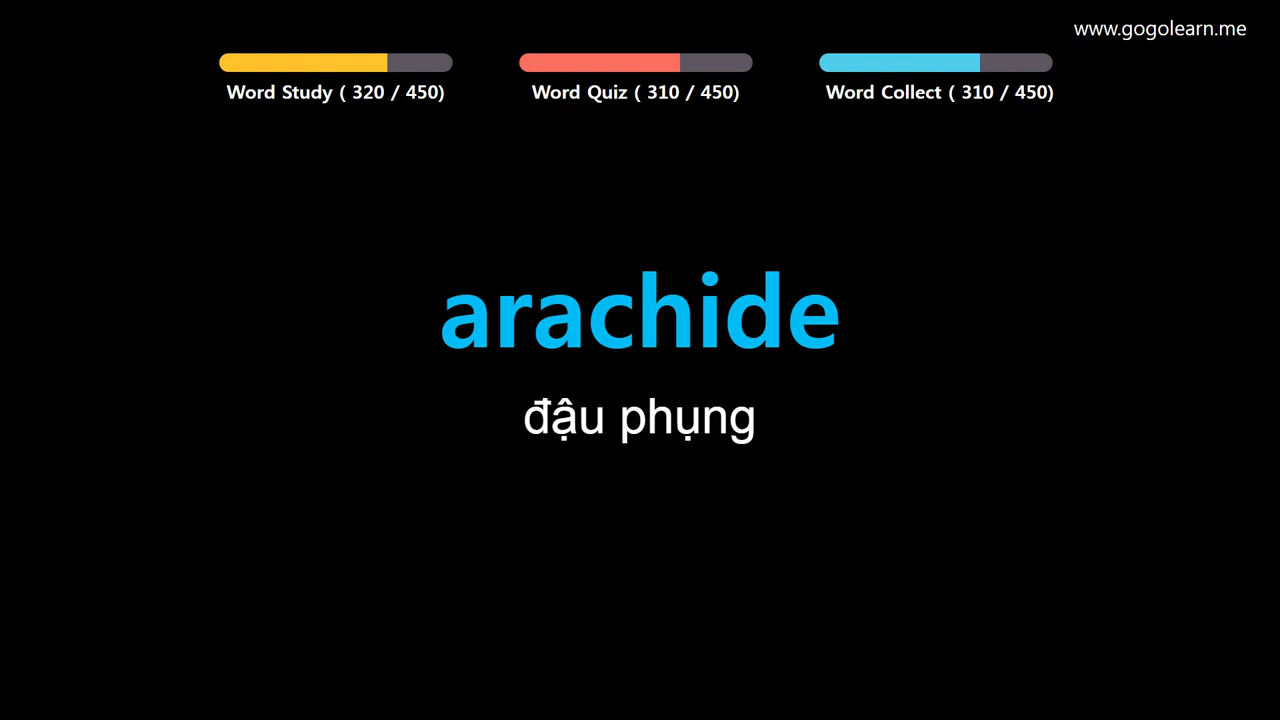 www.gogolearn.me
Word Study ( 320 / 450)
Word Quiz ( 310 / 450)
Word Collect ( 310 / 450)
arachide
đậu phụng